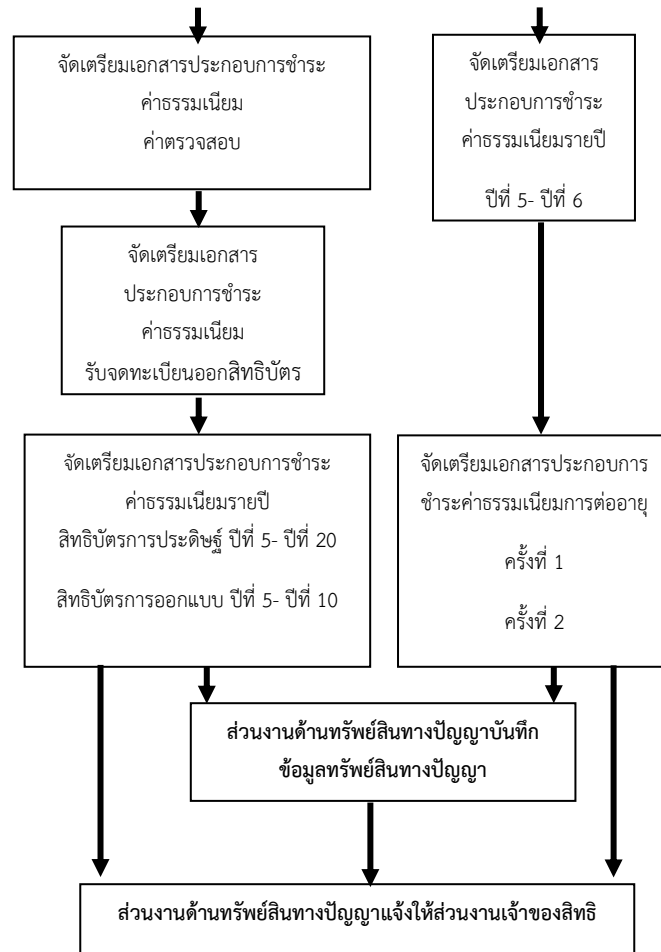 จัดเตรียมเอกสารประกอบการชำระ
ค่าธรรมเนียม
ค่าตรวจสอบ
จัดเตรียมเอกสาร
ประกอบการชำระ
ค่าธรรมเนียมรายปี
ปีที่ 5- ปีที่ 6
จัดเตรียมเอกสาร
ประกอบการชำระ
ค่าธรรมเนียม
รับจดทะเบียนออกสิทธิบัตร
จัดเตรียมเอกสารประกอบการชำระ
ค่าธรรมเนียมรายปี
สิทธิบัตรการประดิษฐ์ ปีที่ 5- ปีที่ 20
สิทธิบัตรการออกแบบ ปีที่ 5- ปีที่ 10
จัดเตรียมเอกสารประกอบการ
ชำระค่าธรรมเนียมการต่ออายุ
ครั้งที่ 1
ครั้งที่ 2
ส่วนงานด้านทรัพย์สินทางปัญญาบันทึก
ข้อมูลทรัพย์สินทางปัญญา
ส่วนงานด้านทรัพย์สินทางปัญญาแจ้งให้ส่วนงานเจ้าของสิทธิ